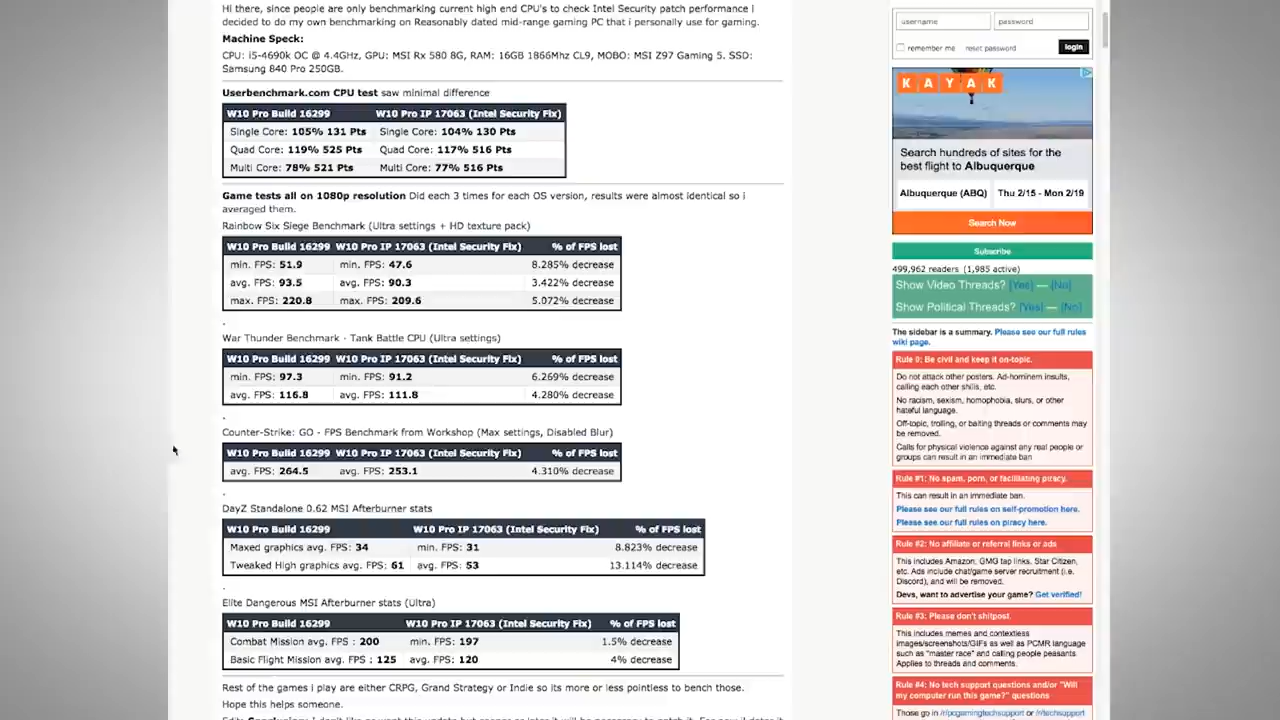 Hi there, since people are only benchmarking current high end CPU's to check Intel Security patch performance i
decided to do my own benchmarking on Reasonably dated mid-range gaming PC that i personally use for gaming.
Machine Speck:
CPU: i5-4690k OC @ 4.4GHz, GPU: MSI Rx 580 8G, RAM: 16GB 1866Mhz CL9, MOBO: MSI Z97 Gaming 5. SSD:
Samsung 840 Pro 250GB.
Userbenchmark.com CPU test saw minimal difference
W10 Pro Build 16299 W10 Pro IP 17063 (Intel Security Fix)
Single Core: 105% 131 Pts Single Core: 104% 130 Pts
Quad Core: 119% 525 Pts Quad Core: 117% 516 Pts
Multi Core: 78% 521 Pts Multi Core: 77% 516 Pts
Game tests all on 1080p resolution Did each 3 times for each OS version, results were almost identical so i
averaged them.
Rainbow Six Siege Benchmark (Ultra settings + HD texture pack)
W10 Pro Build 16299 W10 Pro IP 17063 (Intel Security Fix) % of FPS lost
min. FPS: 51.9 min. FPS: 47.6 8.285% decrease
avg. FPS: 93.5 avg. FPS: 90.3 3.422% decrease
max. FPS: 220.8 max. FPS: 209.6 5.072% decrease
.
War Thunder Benchmark - Tank Battle CPU (Ultra settings)
W10 Pro Build 16299 W10 Pro IP 17063 (Intel Security Fix) % of FPS lost
min. FPS: 97.3 min. FPS: 91.2 6.269% decrease
avg. FPS: 116.8 avg. FPS: 111.8 4.280% decrease
.
Counter-Strike: GO - FPS Benchmark from Workshop (Max settings, Disabled Blur)
W10 Pro Build 16299 W10 Pro IP 17063 (Intel Security Fix) % of FPS lost
avg. FPS: 264.5 avg. FPS: 253.1 4.310% decrease
.
DayZ Standalone 0.62 MSI Afterburner stats
W10 Pro Build 16299 W10 Pro IP 17063 (Intel Security Fix) % of FPS lost
Maxed graphics avg. FPS: 34 min. FPS: 31 8.823% decrease
Tweaked High graphics avg. FPS: 61 avg. FPS: 53 13.114% decrease
.
Elite Dangerous MSI Afterburner stats (Ultra)
W10 Pro Build 16299 W10 Pro IP 17063 (Intel Security Fix) % of FPS lost
Combat Mission avg. FPS : 200 min. FPS: 197 1.5% decrease
Basic Flight Mission avg. FPS : 125 avg. FPS: 120 4% decrease
Rest of the games i play are either CRPG, Grand Strategy or Indie so its more or less pointless to bench those.
Hope this helps someone.
username password
remember me reset password login
KAYAK
Search hundreds of sites for the
best flight to Albuquerque
Albuquerque (ABQ) Thu 2/15 - Mon 2/19
Search Now
Subscribe
499,962 readers (1,985 active)
Show Video Threads? [Yes] — [No]
Show Political Threads? [Yes] — [No]
The sidebar is a summary. Please see our full rules
wiki page.
Rule 0: Be civil and keep it on-topic.
Do not attack other posters. Ad-hominem insults,
calling each other shills, etc.
No racism, sexism, homophobia, slurs, or other
hateful language.
Off-topic, trolling, or baiting threads or comments may
be removed.
Calls for physical violence against any real people or
groups can result in an immediate ban
Rule #1: No spam, porn, or facilitating piracy.
This can result in an immediate ban.
Please see our full rules on self-promotion here.
Please see our full rules on piracy here.
Rule #2: No affiliate or referral links or ads
This includes Amazon, GMG tap links, Star Citizen,
etc. Ads include chat/game server recruitment (i.e.
Discord), and will be removed.
Devs, want to advertise your game? Get verified!
Rule #3: Please don't shitpost.
This includes memes and contextless
images/screenshots/GIFs as well as PCMR language
such as "master race" and calling people peasants
Applies to threads and comments.
Rule #4: No tech support questions and/or "Will
my computer run this game?" questions
Those go in /r/pcgamingtechsupport or /r/techsupport